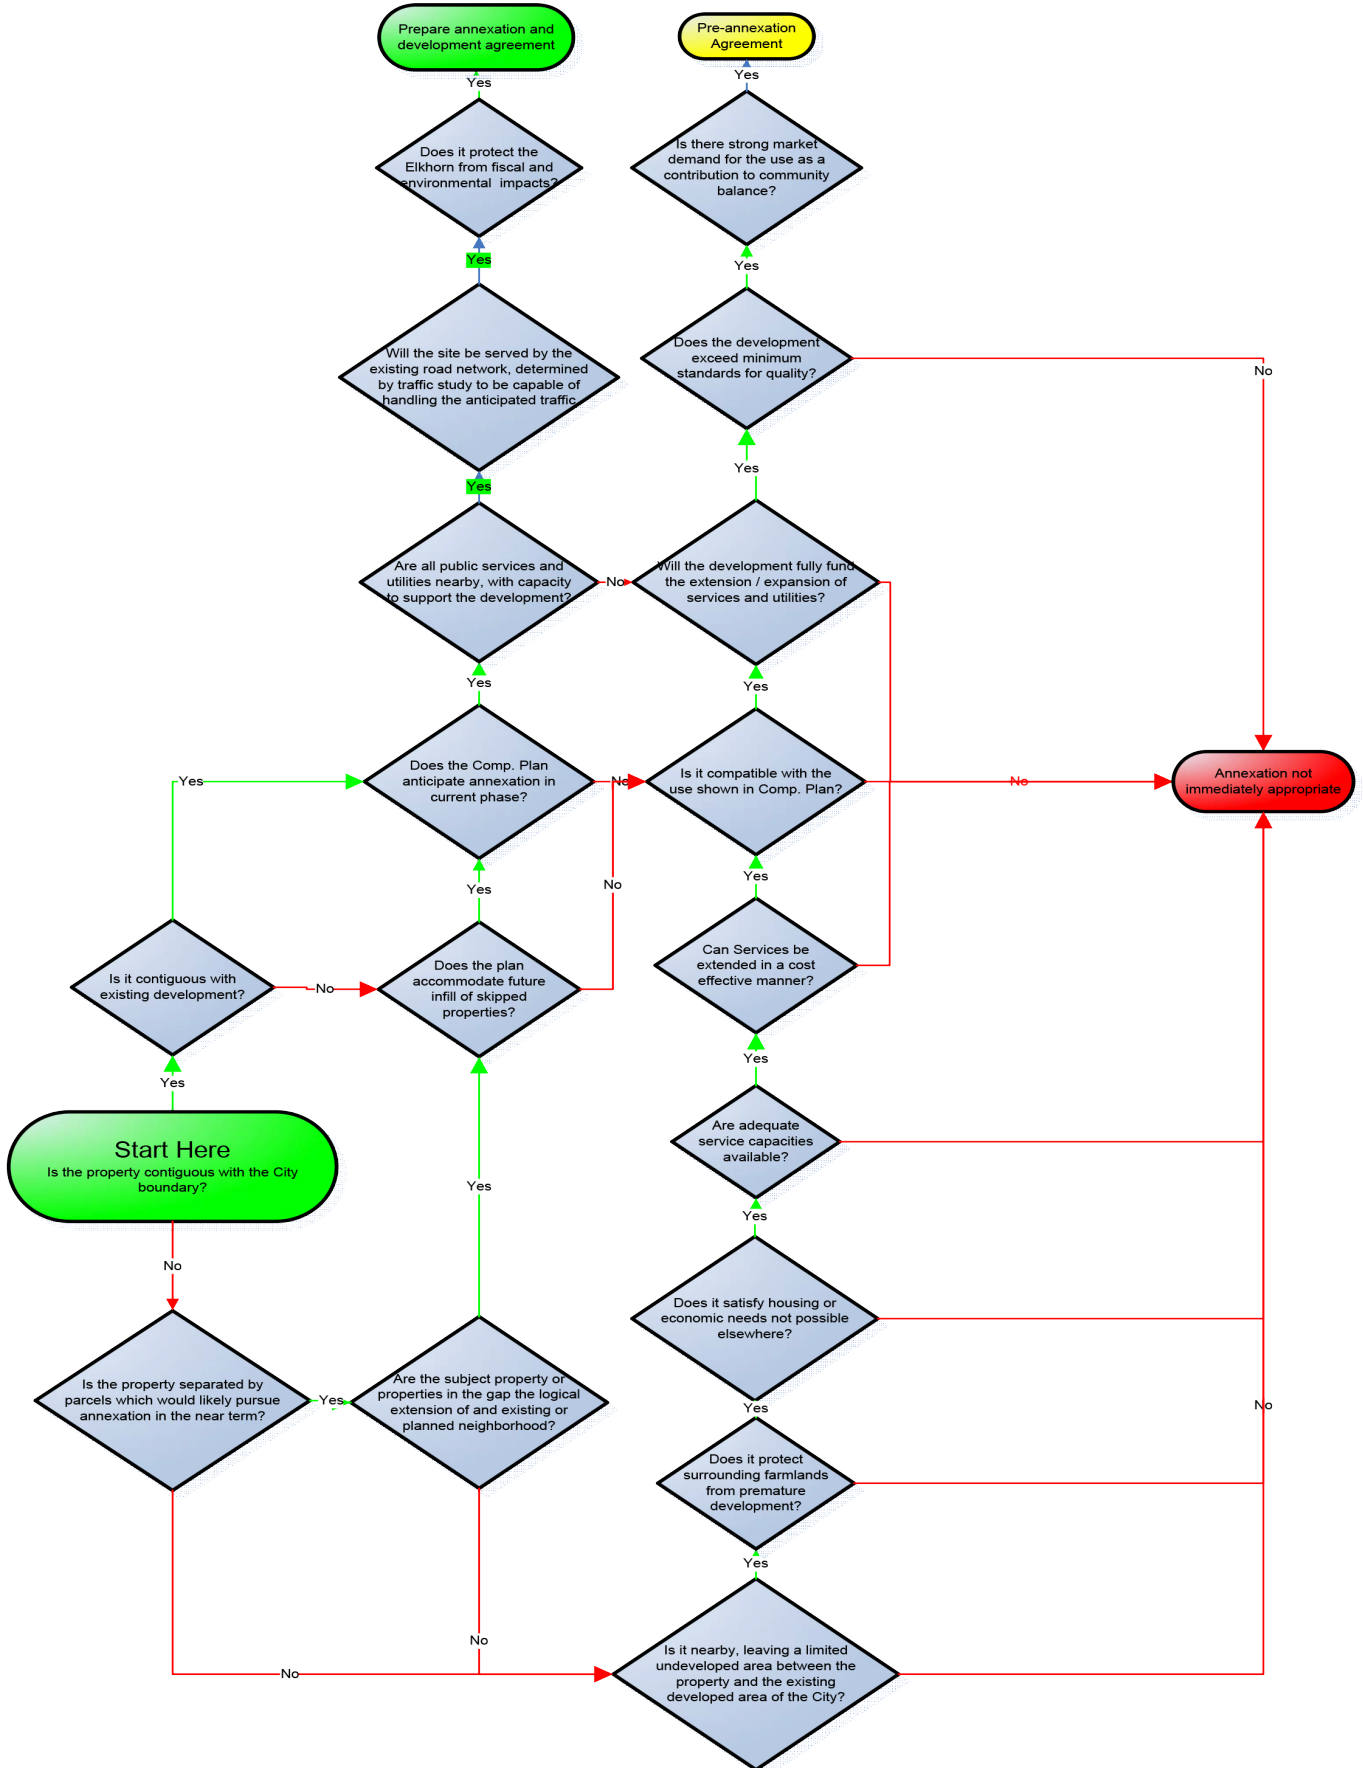 Prepare annexation and
development agreement
Pre-annexation
Agreement
Yes
Yes
Does it protect the
Elkhorn from fiscal and
environmental impacts?
Is there strong market
demand for the use as a
contribution to community
balance?
Yes
Yes
Will the site be served by the
existing road network, determined
by traffic study to be capable of
handling the anticipated traffic
Does the development
exceed minimum
standards for quality?
No
Yes
Yes
Are all public services and
utilities nearby, with capacity
to support the development?
No
Will the development fully fund
the extension / expansion of
services and utilities?
Yes
Yes
Yes
Does the Comp. Plan
anticipate annexation in
current phase?
No
Is it compatible with the
use shown in Comp. Plan?
No
Annexation not
immediately appropriate
Yes
Yes
No
Is it contiguous with
existing development?
No
Does the plan
accommodate future
infill of skipped
properties?
Can Services be
extended in a cost
effective manner?
Yes
Yes
Start Here
Is the property contiguous with the City
boundary?
Are adequate
service capacities
available?
Yes
Yes
No
Does it satisfy housing or
economic needs not possible
elsewhere?
Is the property separated by
parcels which would likely pursue
annexation in the near term?
Yes
Are the subject property or
properties in the gap the logical
extension of and existing or
planned neighborhood?
Yes
No
Does it protect
surrounding farmlands
from premature
development?
Yes
No
No
Is it nearby, leaving a limited
undeveloped area between the
property and the existing
developed area of the City?